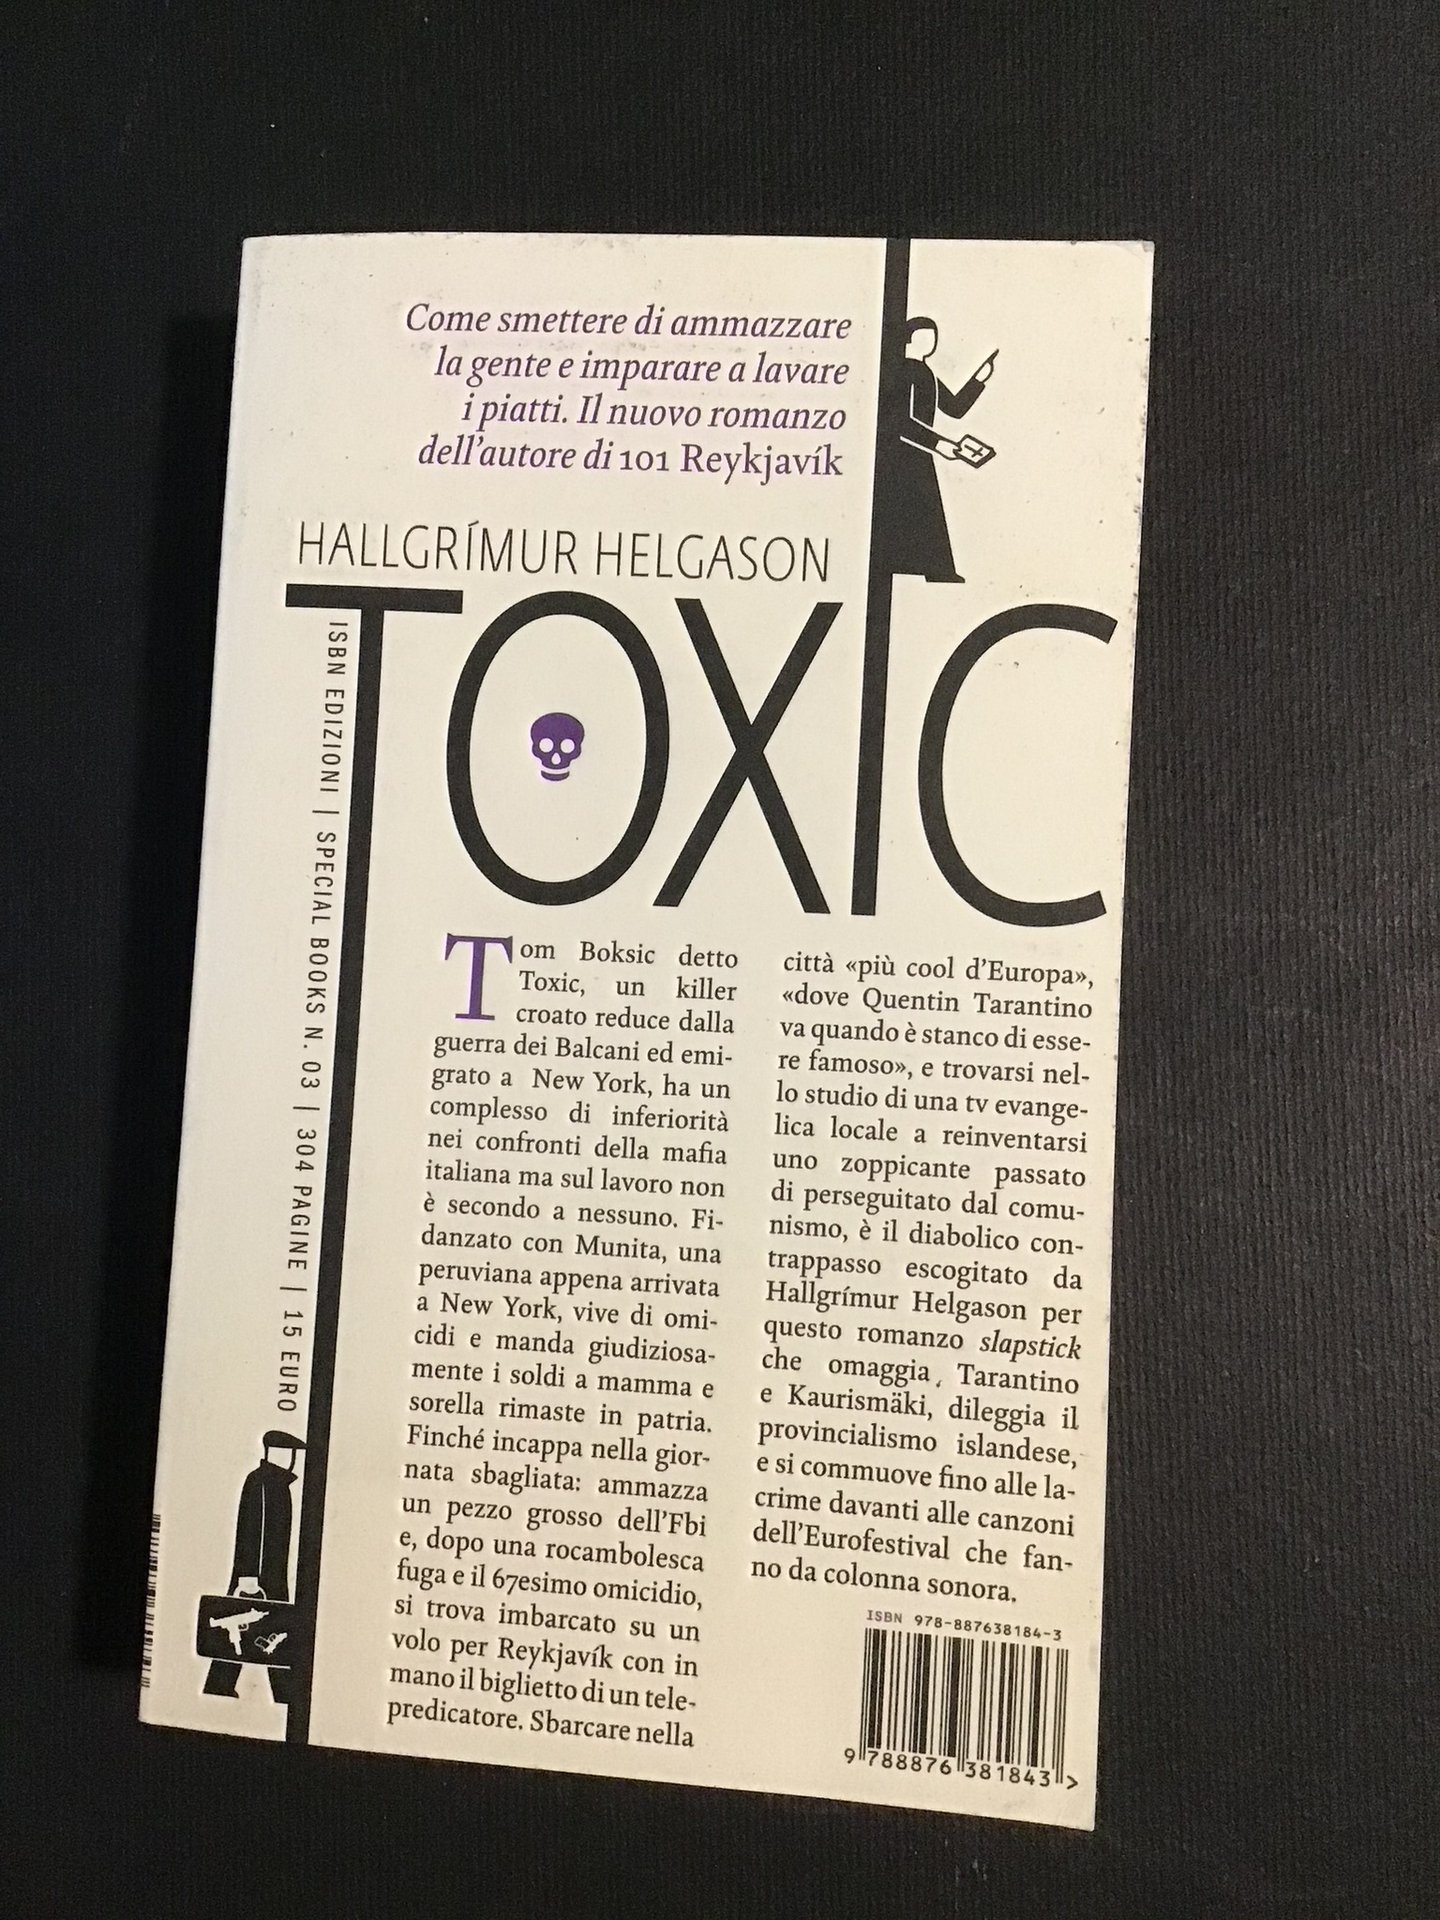 Come smettere di ammazzare
la gente e imparare a lavare
i piatti. Il nuovo romanzo
dell'autore di 101 Reykjavík
HALLGRÍMUR HELGASON
TOXIC
ISBN EDIZIONI | SPECIAL BOOKS N. 03 | 304 PAGINE | 15 EURO
Tom Boksic detto
Toxic, un killer
croato reduce dalla
guerra dei Balcani ed emi-
grato a New York, ha un
complesso di inferiorità
nei confronti della mafia
italiana ma sul lavoro non
è secondo a nessuno. Fi-
danzato con Munita, una
peruviana appena arrivata
a New York, vive di omi-
cidi e manda giudiziosa-
mente i soldi a mamma e
sorella rimaste in patria.
Finché incappa nella gior-
nata sbagliata: ammazza
un pezzo grosso dell'Fbi
e, dopo una rocambolesca
fuga e il 67esimo omicidio,
si trova imbarcato su un
volo per Reykjavík con in
mano il biglietto di un tele-
predicatore. Sbarcare nella
città «più cool d'Europa»,
«dove Quentin Tarantino
va quando è stanco di esse-
re famoso», e trovarsi nel-
lo studio di una tv evange-
lica locale a reinventarsi
uno zoppicante passato
di perseguitato dal comu-
nismo, è il diabolico con-
trappasso escogitato da
Hallgrímur Helgason per
questo romanzo slapstick
che omaggia Tarantino
e Kaurismäki, dileggia il
provincialismo islandese,
e si commuove fino alle la-
crime davanti alle canzoni
dell'Eurofestival che fan-
no da colonna sonora.
ISBN 978-887638184-3
9 788876 381843 >